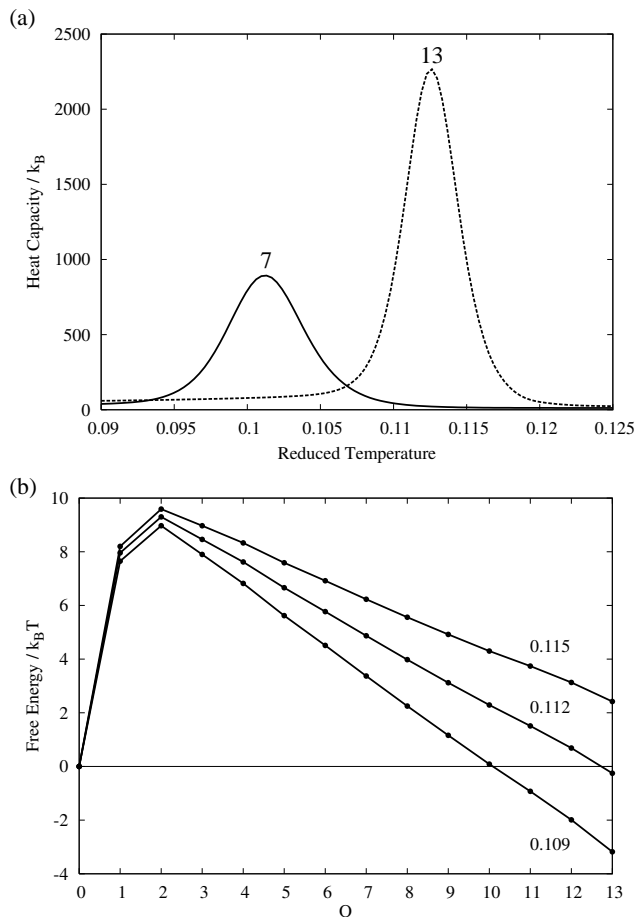 (a)
2500
2000
1500
1000
500
0
Heat Capacity / k_B
7
13
0.09 0.095 0.1 0.105 0.11 0.115 0.12 0.125
Reduced Temperature
(b)
10
8
6
4
2
0
-2
-4
Free Energy / k_BT
0.115
0.112
0.109
0 1 2 3 4 5 6 7 8 9 10 11 12 13
Q